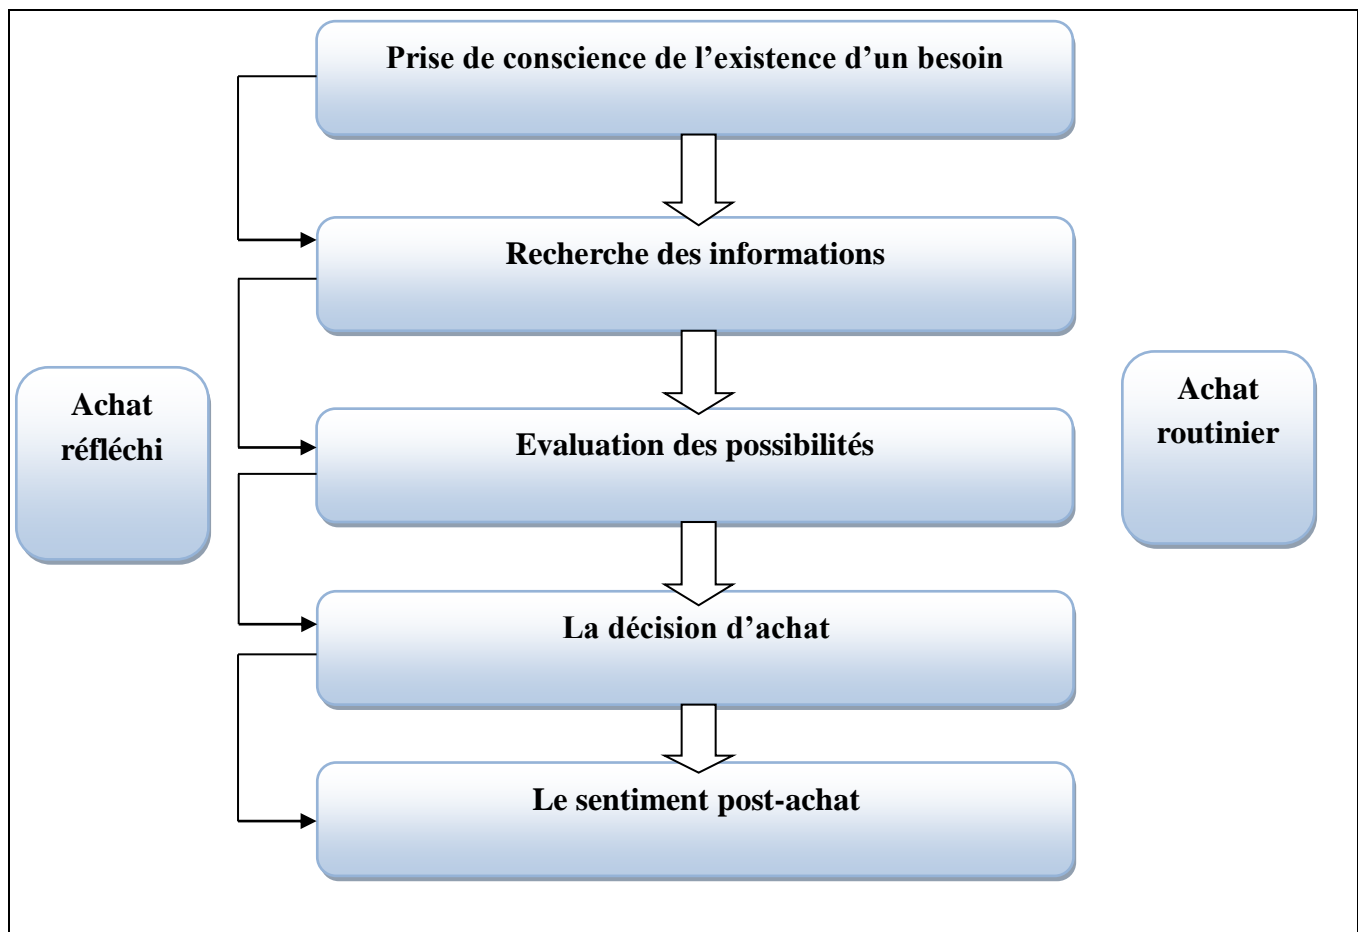 Prise de conscience de l’existence d’un besoin
Recherche des informations
Achat
réfléchi
Achat
routinier
Evaluation des possibilités
La décision d’achat
Le sentiment post-achat